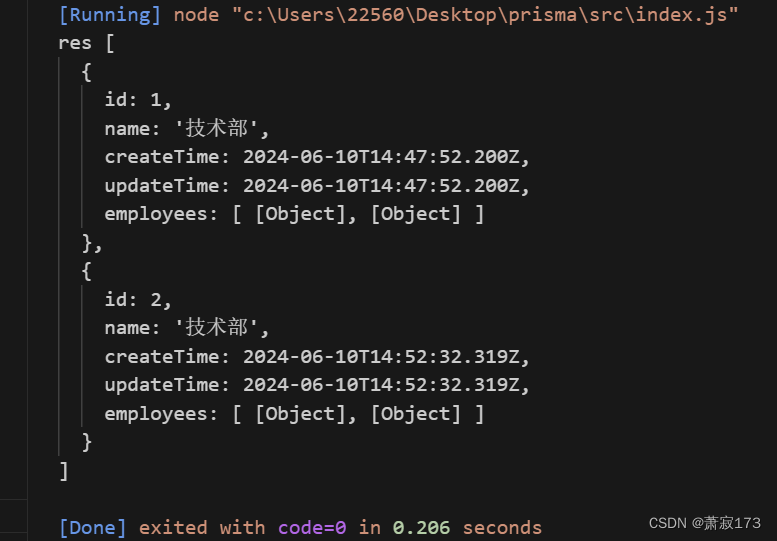 [Running] node "c:\Users\22560\Desktop\prisma\src\index.js"
res [
  {
    id: 1,
    name: '技术部',
    createTime: 2024-06-10T14:47:52.200Z,
    updateTime: 2024-06-10T14:47:52.200Z,
    employees: [ [Object], [Object] ]
  },
  {
    id: 2,
    name: '技术部',
    createTime: 2024-06-10T14:52:32.319Z,
    updateTime: 2024-06-10T14:52:32.319Z,
    employees: [ [Object], [Object] ]
  }
]
[Done] exited with code=0 in 0.206 seconds
CSDN @萧寂173